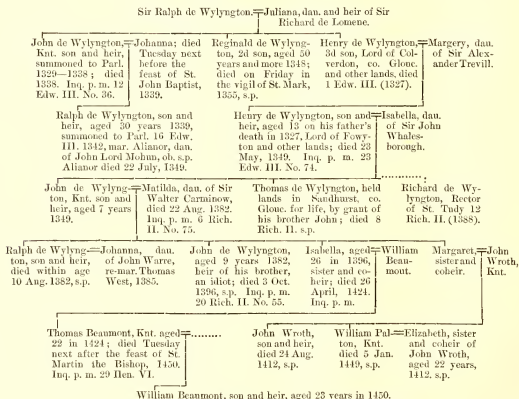 Sir Ralph de Wylyngton.=Juliana, dau. and heir of Sir
Richard de Lomene.
John de Wylyngton,
Knt. son and heir,
summoned to Parl.
1329—1338; died
1338. Inq. p. m. 12
Edw. III. No. 36.
=Johanna; died
Tuesday next
before the
feast of St.
John Baptist,
1339.
Reginald de Wylyng-
ton, 2d son, aged 50
years and more 1348;
died on Friday in
the vigil of St. Mark,
1355, s.p.
Henry de Wylyngton,
3d son, Lord of Col-
verdon, co. Glouc.
and other lands, died
1 Edw. III. (1327).
=Margery, dau.
of Sir Alex-
ander Trevill.
Ralph de Wylyngton, son and
heir, aged 30 years 1339,
summoned to Parl. 16 Edw.
III. 1342, mar. Alianor, dau.
of John Lord Mohun, ob. s.p.
Alianor died 22 July, 1349.
Henry de Wylyngton, son and
heir, aged 13 on his father's
death in 1327, Lord of Fowy-
ton and other lands; died 23
May, 1349. Inq. p. m. 23
Edw. III. No. 74.
=Isabella, dau.
of Sir John
Whales-
borough.
John de Wylyng-
ton, Knt. son and
heir, aged 7 years
1349.
=Matilda, dau. of Sir
Walter Carminow,
died 22 Aug. 1382.
Inq. p. m. 6 Rich.
II. No. 75.
Thomas de Wylyngton, held
lands in Sandhurst, co.
Glouc. for life, by grant of
his brother John; died 8
Rich. II. s.p.
Richard de Wy-
lyngton, Rector
of St. Tudy 12
Rich. II. (1388).
Ralph de Wylyng-
ton, son and heir,
died within age
10 Aug. 1382, s.p.
=Johanna, dau.
of John Warre,
re-mar. Thomas
West, 1385.
John de Wylyngton,
aged 9 years 1382,
heir of his brother,
an idiot; died 3 Oct.
1396, s.p. Inq. p. m.
20 Rich. II. No. 55.
Isabella, aged
26 in 1396,
sister and co-
heir; died 26
April, 1424.
Inq. p. m.
=William
Beau-
mont.
Margaret,
sister and
coheir.
=John
Wroth,
Knt.
Thomas Beaumont, Knt. aged
22 in 1424; died Tuesday
next after the feast of St.
Martin the Bishop, 1450.
Inq. p. m. 29 Hen. VI.
=.........
John Wroth,
son and heir,
died 24 Aug.
1412, s.p.
William Pal-
ton, Knt.
died 5 Jan.
1449, s.p.
=Elizabeth, sister
and coheir of
John Wroth,
aged 22 years,
1412, s.p.
William Beaumont, son and heir, aged 23 years in 1450.